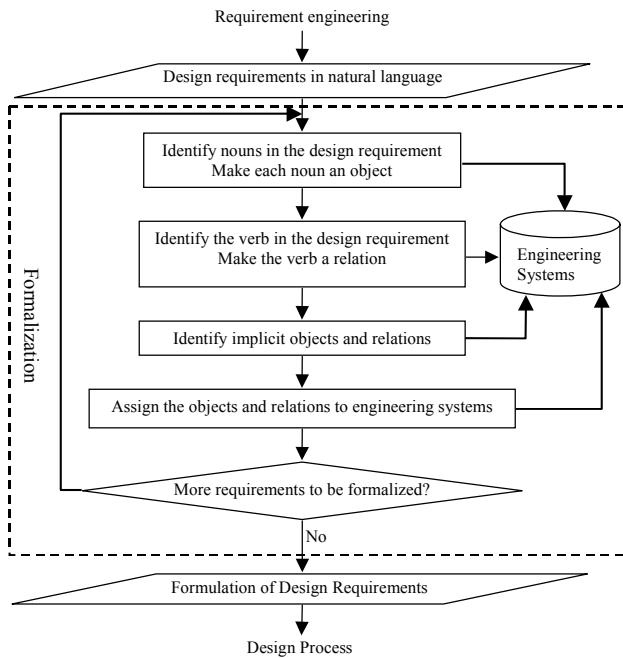 Requirement engineering
Design requirements in natural language
Identify nouns in the design requirement
Make each noun an object
Identify the verb in the design requirement
Make the verb a relation
Engineering
Systems
Formalization
Identify implicit objects and relations
Assign the objects and relations to engineering systems
More requirements to be formalized?
No
Formulation of Design Requirements
Design Process